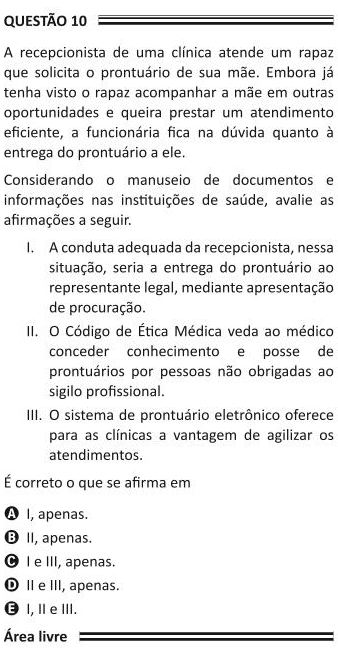 QUESTÃO 10
A recepcionista de uma clínica atende um rapaz
que solicita o prontuário de sua mãe. Embora já
tenha visto o rapaz acompanhar a mãe em outras
oportunidades e queira prestar um atendimento
eficiente, a funcionária fica na dúvida quanto à
entrega do prontuário a ele.
Considerando o manuseio de documentos e
informações nas instituições de saúde, avalie as
afirmações a seguir.
I. A conduta adequada da recepcionista, nessa
situação, seria a entrega do prontuário ao
representante legal, mediante apresentação
de procuração.
II. O Código de Ética Médica veda ao médico
conceder conhecimento e posse de
prontuários por pessoas não obrigadas ao
sigilo profissional.
III. O sistema de prontuário eletrônico oferece
para as clínicas a vantagem de agilizar os
atendimentos.
É correto o que se afirma em
A I, apenas.
B II, apenas.
C I e III, apenas.
D II e III, apenas.
E I, II e III.
Área livre